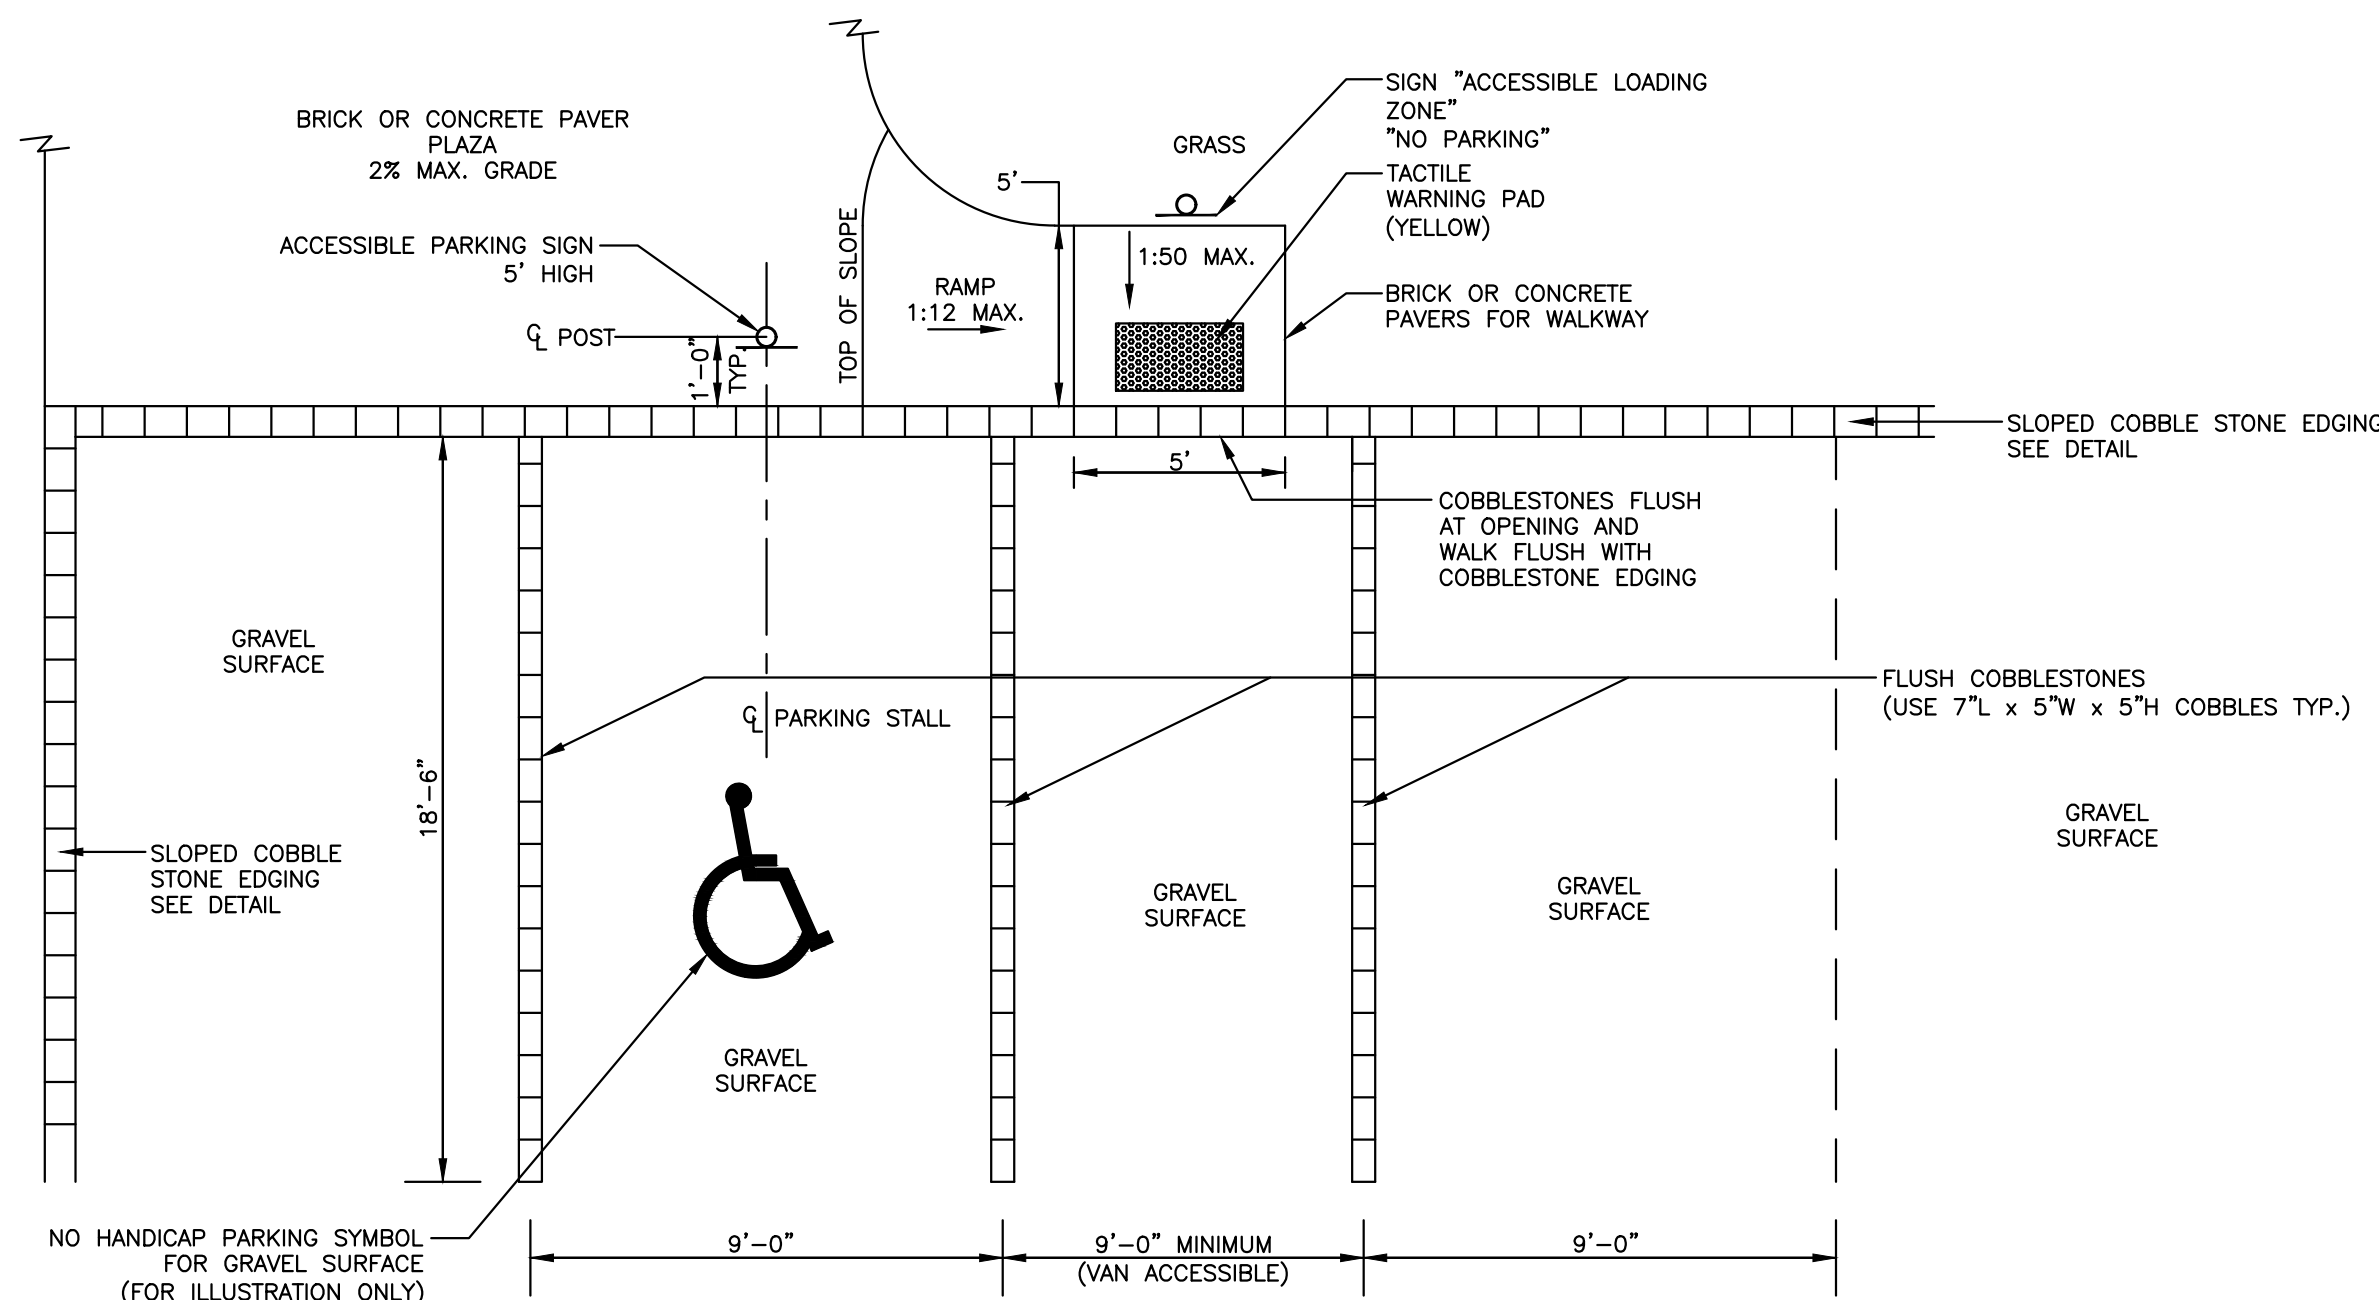 BRICK OR CONCRETE PAVER
PLAZA
2% MAX. GRADE
SIGN "ACCESSIBLE LOADING
ZONE"
"NO PARKING"
GRASS
TACTILE
WARNING PAD
(YELLOW)
5'
ACCESSIBLE PARKING SIGN
5' HIGH
TOP OF SLOPE
1:50 MAX.
RAMP
1:12 MAX.
BRICK OR CONCRETE
PAVERS FOR WALKWAY
℄ POST
1'-0"
TYP.
SLOPED COBBLE STONE EDGING
SEE DETAIL
5'
COBBLESTONES FLUSH
AT OPENING AND
WALK FLUSH WITH
COBBLESTONE EDGING
GRAVEL
SURFACE
FLUSH COBBLESTONES
(USE 7"L x 5"W x 5"H COBBLES TYP.)
℄ PARKING STALL
18'-6"
GRAVEL
SURFACE
SLOPED COBBLE
STONE EDGING
SEE DETAIL
GRAVEL
SURFACE
GRAVEL
SURFACE
GRAVEL
SURFACE
NO HANDICAP PARKING SYMBOL
FOR GRAVEL SURFACE
(FOR ILLUSTRATION ONLY)
9'-0"
9'-0" MINIMUM
(VAN ACCESSIBLE)
9'-0"